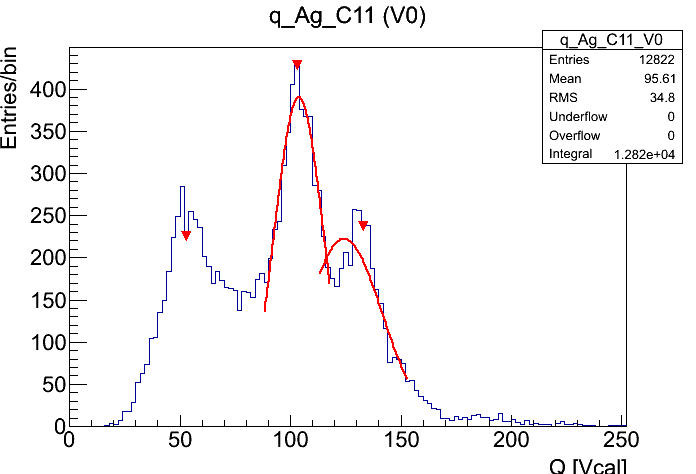 q_Ag_C11 (V0)
q_Ag_C11_V0
Entries 12822
Mean 95.61
RMS 34.8
Underflow 0
Overflow 0
Integral 1.282e+04
Entries/bin
400
350
300
250
200
150
100
50
0
0 50 100 150 200 250
Q [Vcal]